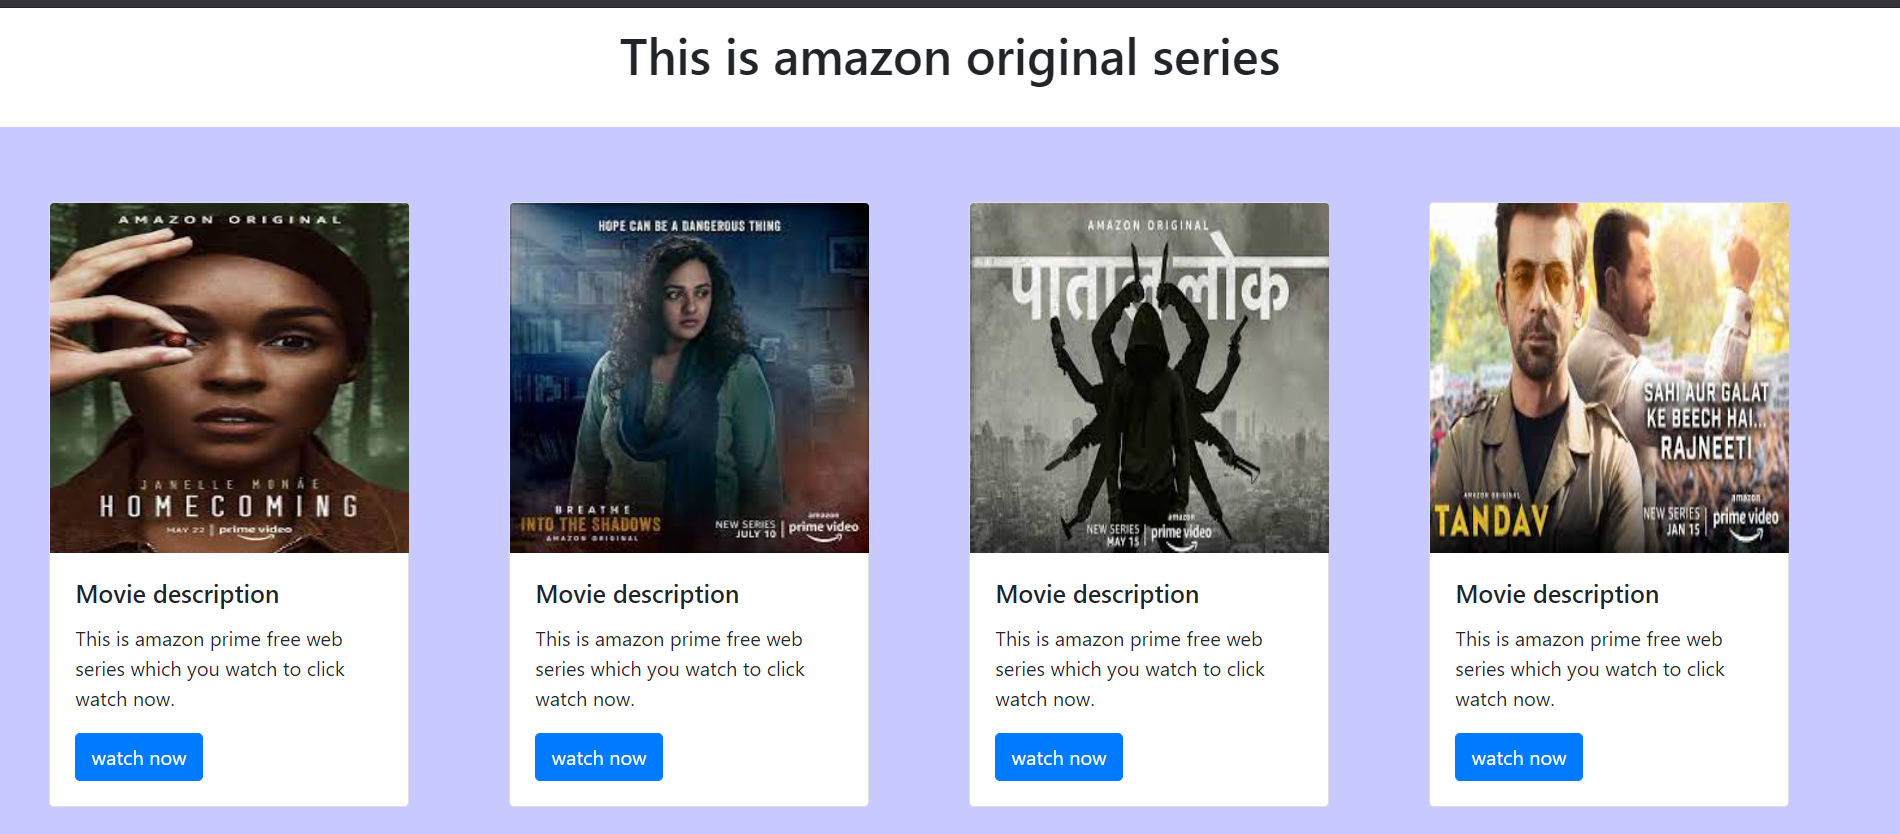 This is amazon original series
AMAZON ORIGINAL
JANELLE MONÁE
HOMECOMING
MAY 22 | prime video
Movie description
This is amazon prime free web
series which you watch to click
watch now.
watch now
HOPE CAN BE A DANGEROUS THING
BREATHE
INTO THE SHADOWS
AMAZON ORIGINAL
NEW SERIES
JULY 10
amazon
prime video
Movie description
This is amazon prime free web
series which you watch to click
watch now.
watch now
AMAZON ORIGINAL
पाताल लोक
NEW SERIES
MAY 15
amazon
prime video
Movie description
This is amazon prime free web
series which you watch to click
watch now.
watch now
SAHI AUR GALAT
KE BEECH HAI...
RAJNEETI
AMAZON ORIGINAL
TANDAV
NEW SERIES
JAN 15
amazon
prime video
Movie description
This is amazon prime free web
series which you watch to click
watch now.
watch now